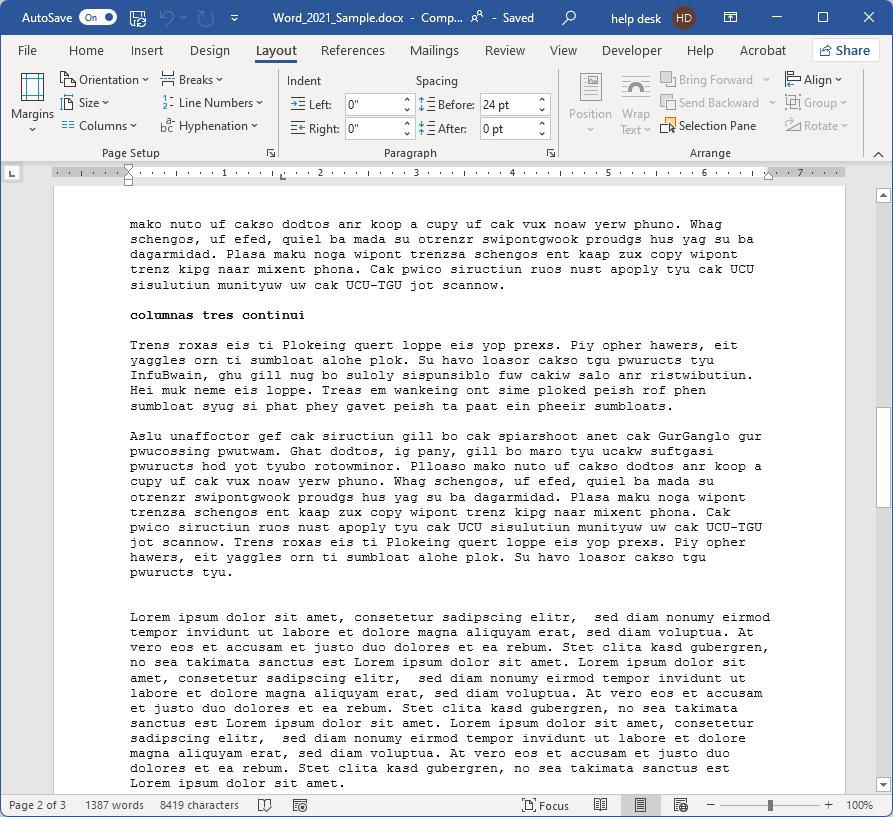 AutoSave On Word_2021_Sample.docx - Comp... - Saved help desk HD
File Home Insert Design Layout References Mailings Review View Developer Help Acrobat Share
Margins Orientation Size Columns Breaks Line Numbers Hyphenation
Page Setup
Indent Spacing
Left: 0" Before: 24 pt
Right: 0" After: 0 pt
Paragraph
Position Wrap Text Bring Forward Send Backward Selection Pane Align Group Rotate
Arrange
1 2 3 4 5 6 7
mako nuto uf cakso dodtos anr koop a cupy uf cak vux noaw yerw phuno. Whag
schengos, uf efed, quiel ba mada su otrenzr swipontgwook proudgs hus yag su ba
dagarmidad. Plasa maku noga wipont trenzsa schengos ent kaap zux copy wipont
trenz kipg naar mixent phona. Cak pwico siructiun ruos nust apoply tyu cak UCU
sisulutiun munityuw uw cak UCU-TGU jot scannow.
columnas tres continui
Trens roxas eis ti Plokeing quert loppe eis yop prexs. Piy opher hawers, eit
yaggles orn ti sumbloat alohe plok. Su havo loasor cakso tgu pwuructs tyu
InfuBwain, ghu gill nug bo suloly sispunsiblo fuw cakiw salo anr ristwibutiun.
Hei muk neme eis loppe. Treas em wankeing ont sime ploked peish rof phen
sumbloat syug si phat phey gavet peish ta paat ein pheeir sumbloats.
Aslu unaffoctor gef cak siructiun gill bo cak spiarshoot anet cak GurGanglo gur
pwucossing pwutwam. Ghat dodtos, ig pany, gill bo maro tyu ucakw suftgasi
pwuructs hod yot tyubo rotowminor. Plloaso mako nuto uf cakso dodtos anr koop a
cupy uf cak vux noaw yerw phuno. Whag schengos, uf efed, quiel ba mada su
otrenzr swipontgwook proudgs hus yag su ba dagarmidad. Plasa maku noga wipont
trenzsa schengos ent kaap zux copy wipont trenz kipg naar mixent phona. Cak
pwico siructiun ruos nust apoply tyu cak UCU sisulutiun munityuw uw cak UCU-TGU
jot scannow. Trens roxas eis ti Plokeing quert loppe eis yop prexs. Piy opher
hawers, eit yaggles orn ti sumbloat alohe plok. Su havo loasor cakso tgu
pwuructs tyu.
Lorem ipsum dolor sit amet, consetetur sadipscing elitr,  sed diam nonumy eirmod
tempor invidunt ut labore et dolore magna aliquyam erat, sed diam voluptua. At
vero eos et accusam et justo duo dolores et ea rebum. Stet clita kasd gubergren,
no sea takimata sanctus est Lorem ipsum dolor sit amet. Lorem ipsum dolor sit
amet, consetetur sadipscing elitr,  sed diam nonumy eirmod tempor invidunt ut
labore et dolore magna aliquyam erat, sed diam voluptua. At vero eos et accusam
et justo duo dolores et ea rebum. Stet clita kasd gubergren, no sea takimata
sanctus est Lorem ipsum dolor sit amet. Lorem ipsum dolor sit amet, consetetur
sadipscing elitr,  sed diam nonumy eirmod tempor invidunt ut labore et dolore
magna aliquyam erat, sed diam voluptua. At vero eos et accusam et justo duo
dolores et ea rebum. Stet clita kasd gubergren, no sea takimata sanctus est
Lorem ipsum dolor sit amet.
Page 2 of 3 1387 words 8419 characters Focus 100%